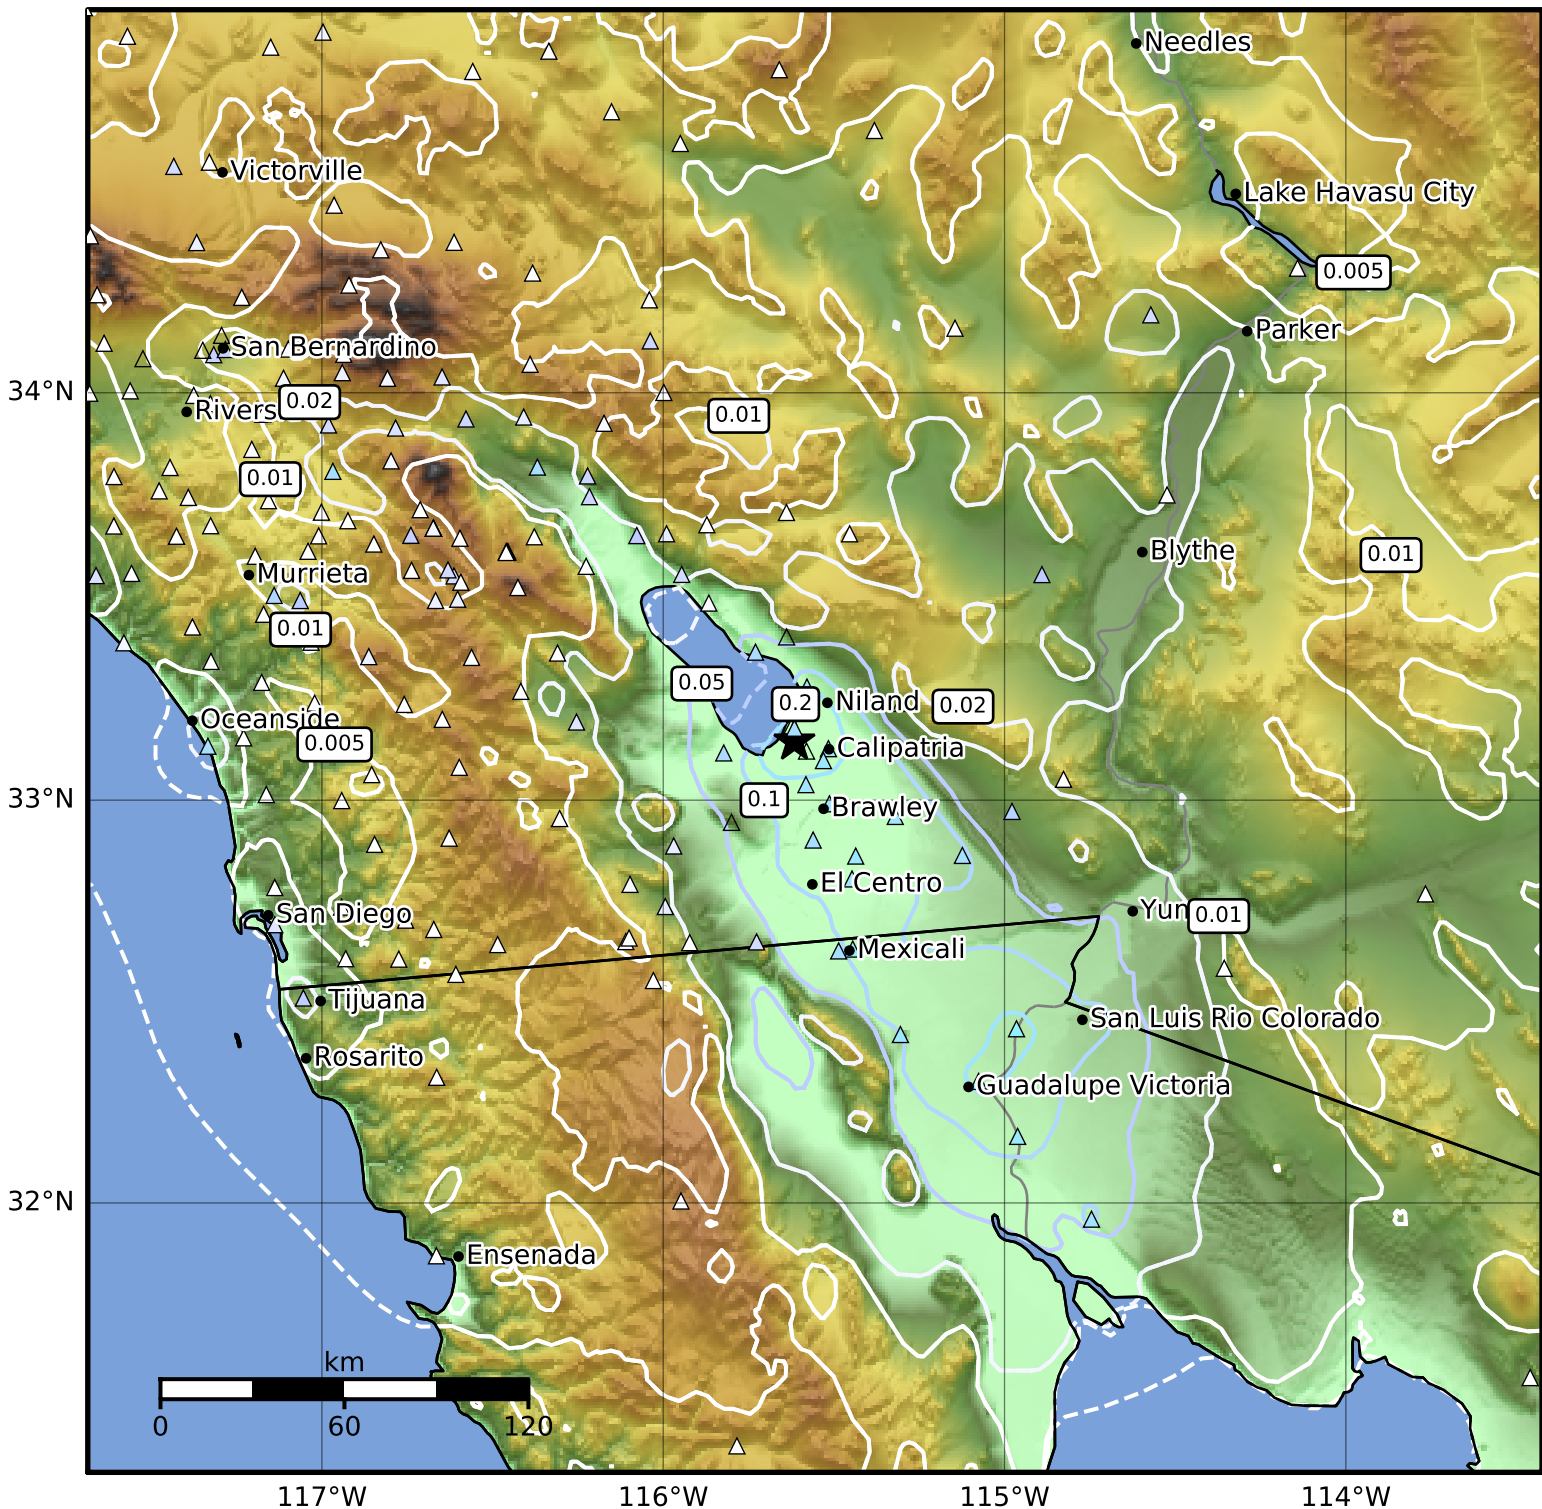 Needles
Victorville
Lake Havasu City
0.005
Parker
San Bernardino
34°N
0.02
Rivers
0.01
0.01
Blythe
0.01
Murrieta
0.01
0.05
0.2
Niland
0.02
Oceanside
0.005
Calipatria
33°N
0.1
Brawley
El Centro
San Diego
Yun
0.01
Mexicali
Tijuana
San Luis Rio Colorado
Rosarito
Guadalupe Victoria
32°N
Ensenada
km
0 60 120
117°W 116°W 115°W 114°W